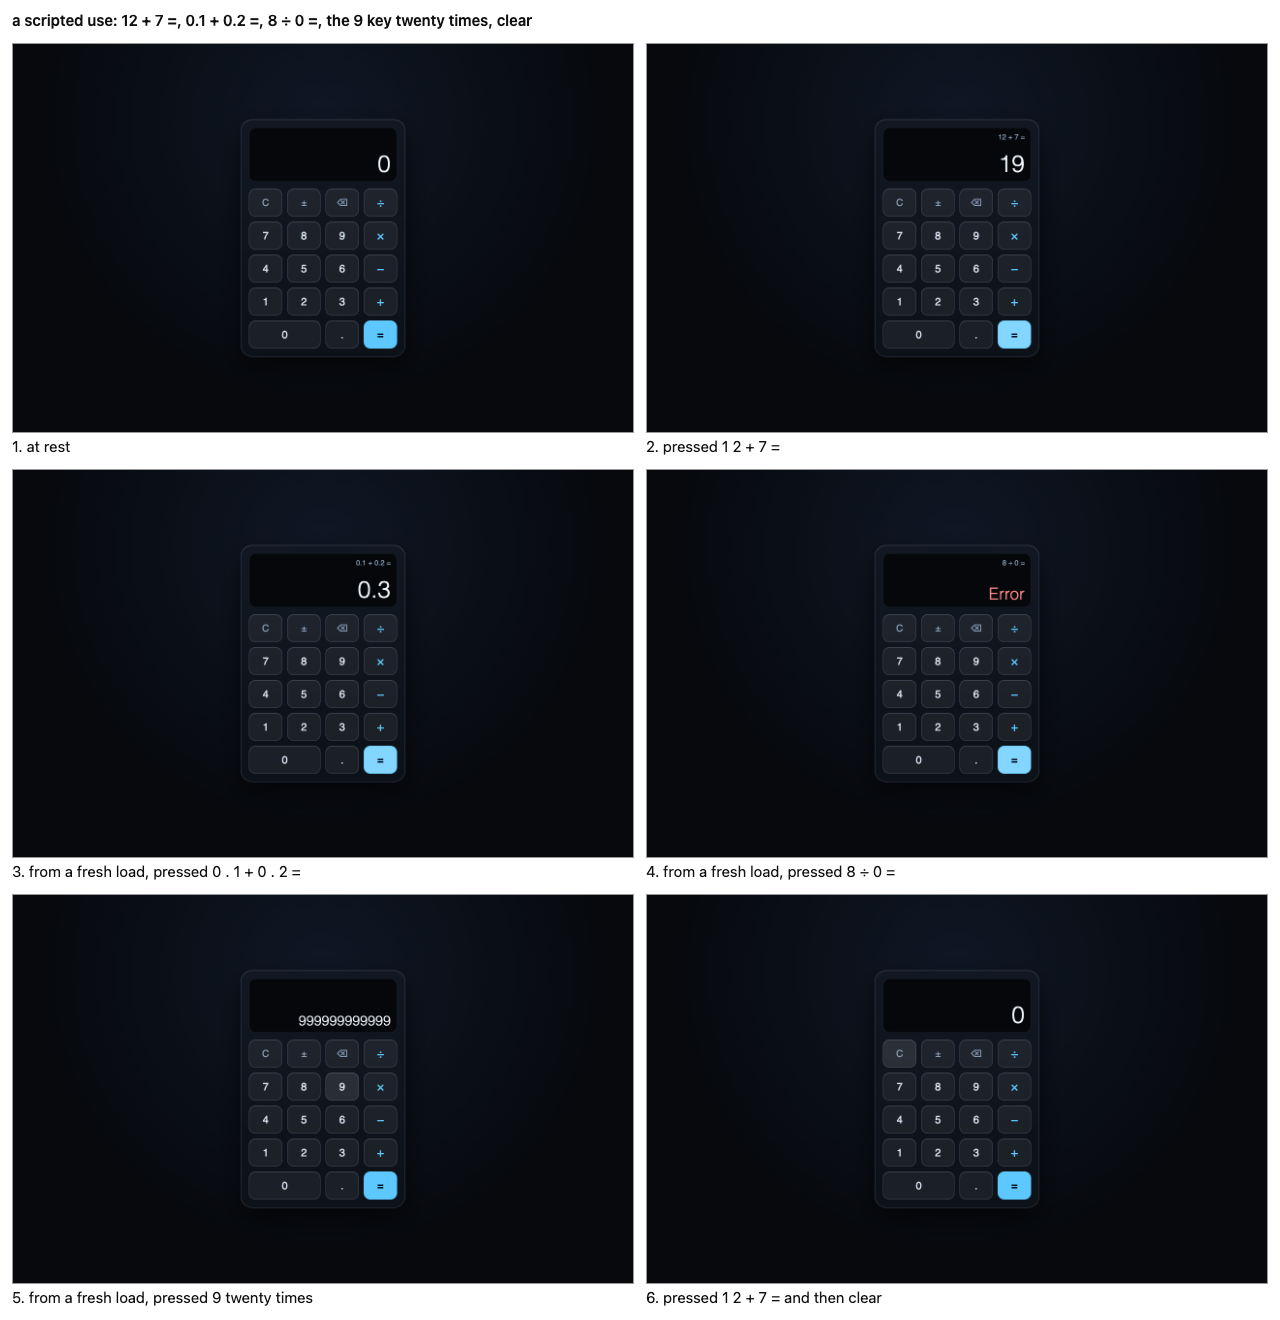 a scripted use: 12 + 7 =, 0.1 + 0.2 =, 8 ÷ 0 =, the 9 key twenty times, clear
0
C ± ⌫ ÷
7 8 9 ×
4 5 6 −
1 2 3 +
0 . =
1. at rest
12 + 7 =
19
C ± ⌫ ÷
7 8 9 ×
4 5 6 −
1 2 3 +
0 . =
2. pressed 1 2 + 7 =
0.1 + 0.2 =
0.3
C ± ⌫ ÷
7 8 9 ×
4 5 6 −
1 2 3 +
0 . =
3. from a fresh load, pressed 0 . 1 + 0 . 2 =
8 ÷ 0 =
Error
C ± ⌫ ÷
7 8 9 ×
4 5 6 −
1 2 3 +
0 . =
4. from a fresh load, pressed 8 ÷ 0 =
999999999999
C ± ⌫ ÷
7 8 9 ×
4 5 6 −
1 2 3 +
0 . =
5. from a fresh load, pressed 9 twenty times
0
C ± ⌫ ÷
7 8 9 ×
4 5 6 −
1 2 3 +
0 . =
6. pressed 1 2 + 7 = and then clear